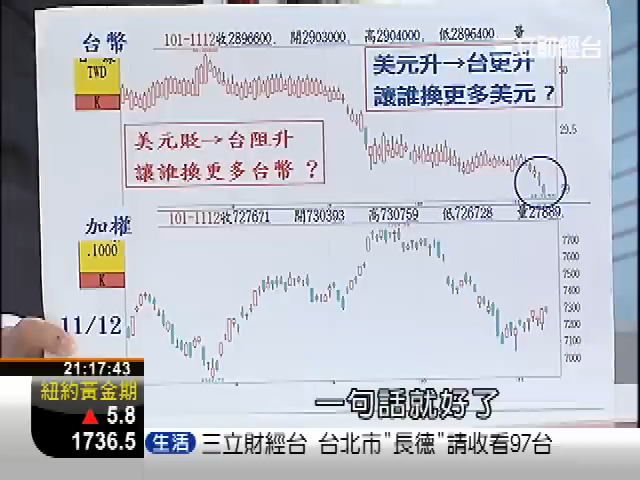 台幣
101-1112收2896600, 開2903000, 高2904000, 低2896400, 量
三立財經台
TWD
K
美元升→台更升
讓誰換更多美元？
30
29.5
美元貶→台阻升
讓誰換更多台幣 ？
加權
101-1112收727671 開730393 高730759 低726728 量27889.
.1000
K
7700
7600
7500
7400
7300
7200
7100
7000
11/12
21:17:43
紐約黃金期
▲ 5.8
1736.5
一句話就好了
生活 三立財經台 台北市"長德"請收看97台